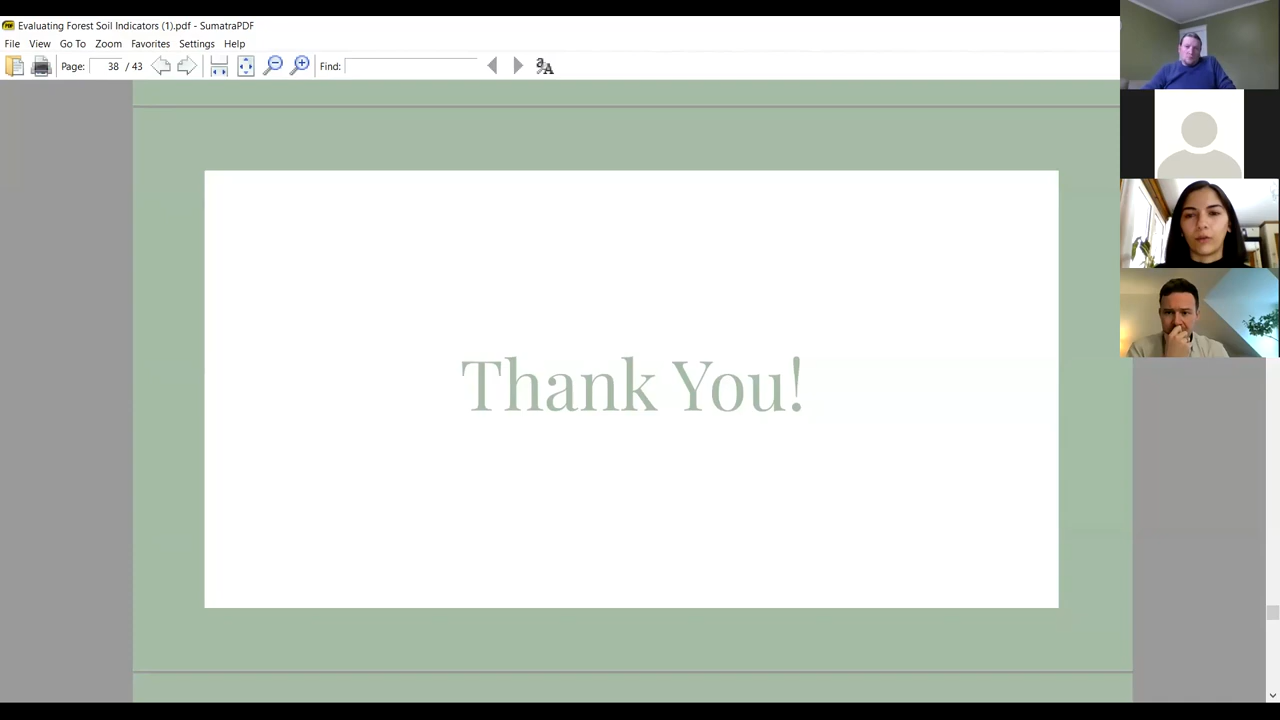 Evaluating Forest Soil Indicators (1).pdf - SumatraPDF
File View Go To Zoom Favorites Settings Help
Page: 38 / 43 Find:
Thank You!